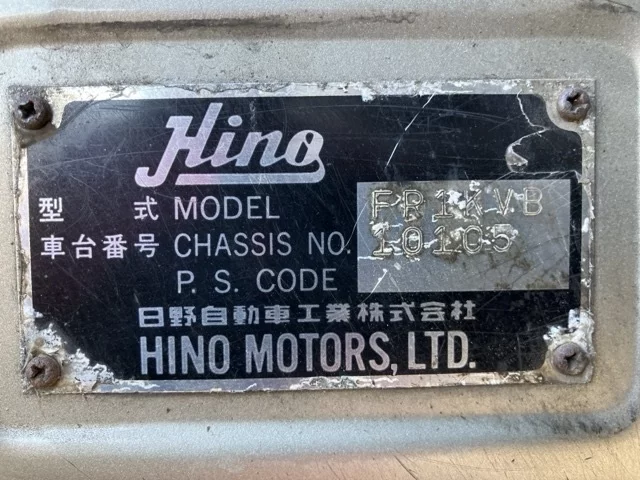 Hino
型 式 MODEL FR1KVB
車台番号 CHASSIS NO. 10105
P. S. CODE
日野自動車工業株式会社
HINO MOTORS, LTD.